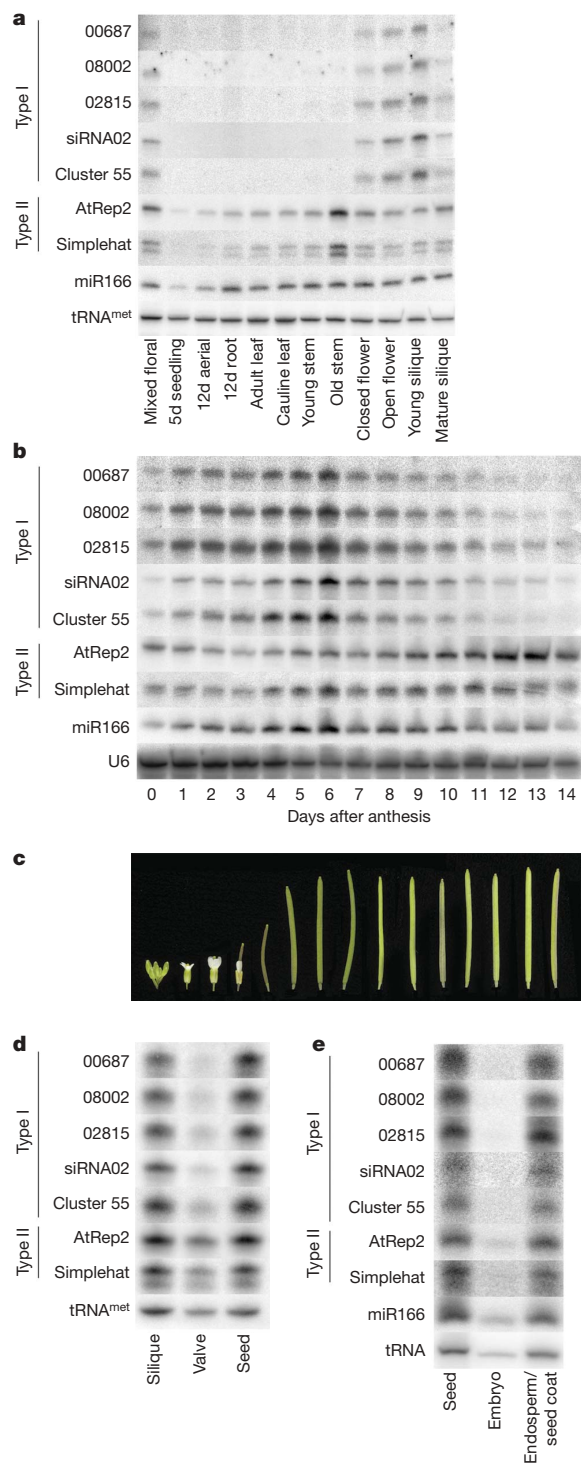 a
Type I
00687
08002
02815
siRNA02
Cluster 55
Type II
AtRep2
Simplehat
miR166
tRNAmet
Mixed floral
5d seedling
12d aerial
12d root
Adult leaf
Cauline leaf
Young stem
Old stem
Closed flower
Open flower
Young silique
Mature silique
b
Type I
00687
08002
02815
siRNA02
Cluster 55
Type II
AtRep2
Simplehat
miR166
U6
0 1 2 3 4 5 6 7 8 9 10 11 12 13 14
Days after anthesis
c
d
Type I
00687
08002
02815
siRNA02
Cluster 55
Type II
AtRep2
Simplehat
tRNAmet
Silique
Valve
Seed
e
Type I
00687
08002
02815
siRNA02
Cluster 55
Type II
AtRep2
Simplehat
miR166
tRNA
Seed
Embryo
Endosperm/
seed coat